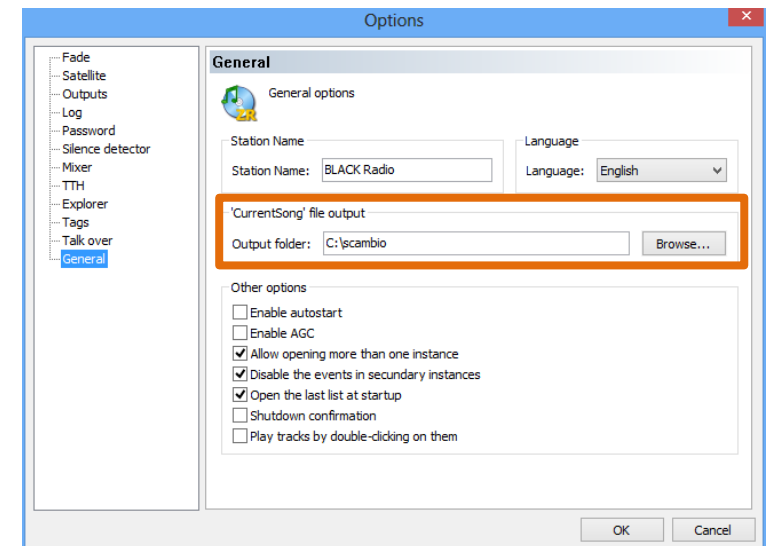 Options
Fade
Satellite
Outputs
Log
Password
Silence detector
Mixer
TTH
Explorer
Tags
Talk over
General
General
General options
ZR
Station Name
Station Name: BLACK Radio
Language
Language: English
'CurrentSong' file output
Output folder: C:\scambio Browse...
Other options
Enable autostart
Enable AGC
Allow opening more than one instance
Disable the events in secundary instances
Open the last list at startup
Shutdown confirmation
Play tracks by double-clicking on them
OK Cancel